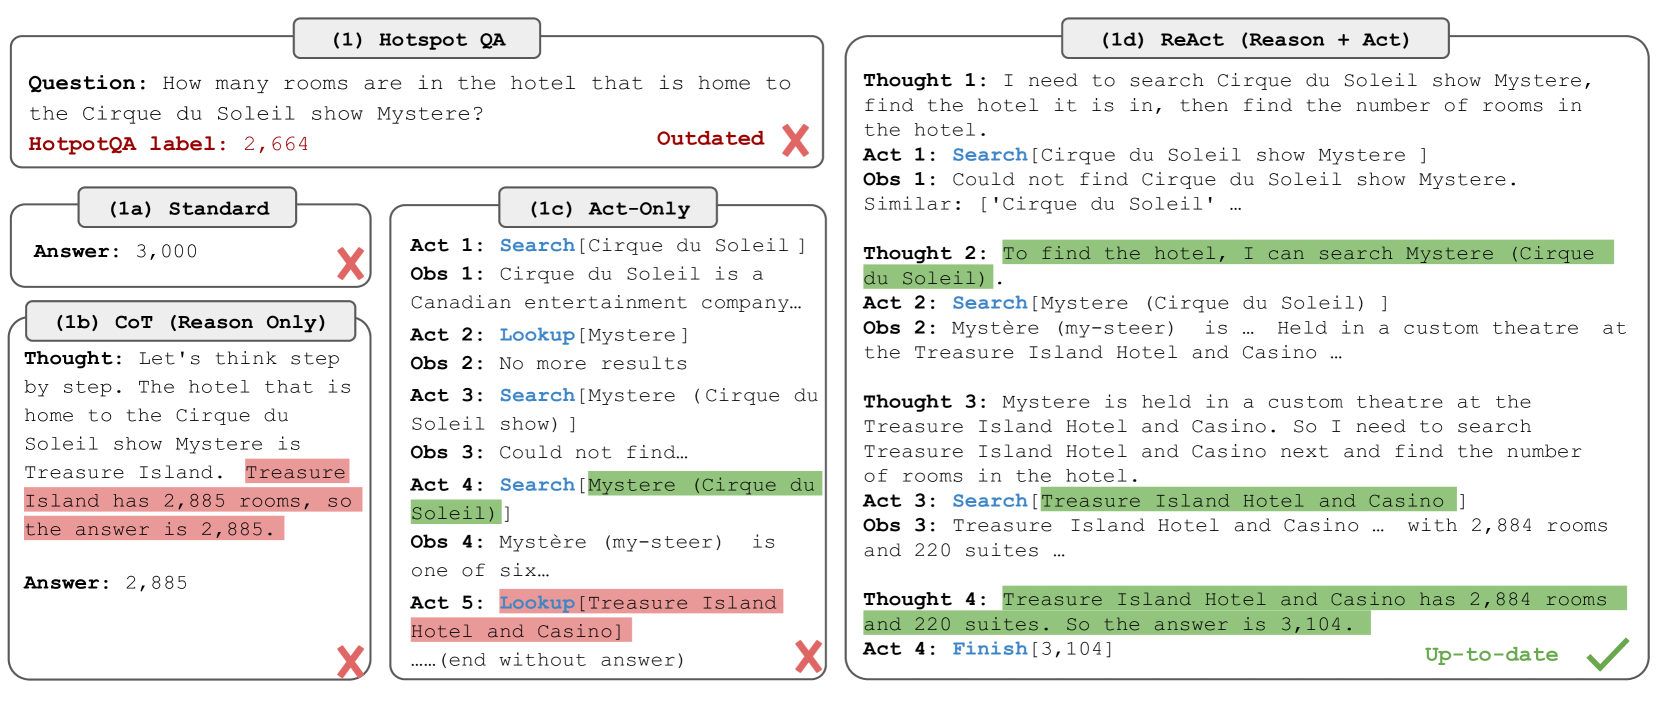 (1) Hotspot QA
Question: How many rooms are in the hotel that is home to
the Cirque du Soleil show Mystere?
HotpotQA label: 2,664
Outdated
(1a) Standard
Answer: 3,000
(1b) CoT (Reason Only)
Thought: Let's think step
by step. The hotel that is
home to the Cirque du
Soleil show Mystere is
Treasure Island. Treasure
Island has 2,885 rooms, so
the answer is 2,885.
Answer: 2,885
(1c) Act-Only
Act 1: Search[Cirque du Soleil ]
Obs 1: Cirque du Soleil is a
Canadian entertainment company…
Act 2: Lookup[Mystere ]
Obs 2: No more results
Act 3: Search[Mystere (Cirque du
Soleil show) ]
Obs 3: Could not find…
Act 4: Search[Mystere (Cirque du
Soleil)]
Obs 4: Mystère (my-steer) is
one of six…
Act 5: Lookup[Treasure Island
Hotel and Casino]
……(end without answer)
(1d) ReAct (Reason + Act)
Thought 1: I need to search Cirque du Soleil show Mystere,
find the hotel it is in, then find the number of rooms in
the hotel.
Act 1: Search[Cirque du Soleil show Mystere ]
Obs 1: Could not find Cirque du Soleil show Mystere.
Similar: ['Cirque du Soleil' …
Thought 2: To find the hotel, I can search Mystere (Cirque
du Soleil).
Act 2: Search[Mystere (Cirque du Soleil) ]
Obs 2: Mystère (my-steer) is … Held in a custom theatre at
the Treasure Island Hotel and Casino …
Thought 3: Mystere is held in a custom theatre at the
Treasure Island Hotel and Casino. So I need to search
Treasure Island Hotel and Casino next and find the number
of rooms in the hotel.
Act 3: Search[Treasure Island Hotel and Casino ]
Obs 3: Treasure Island Hotel and Casino … with 2,884 rooms
and 220 suites …
Thought 4: Treasure Island Hotel and Casino has 2,884 rooms
and 220 suites. So the answer is 3,104.
Act 4: Finish[3,104]
Up-to-date